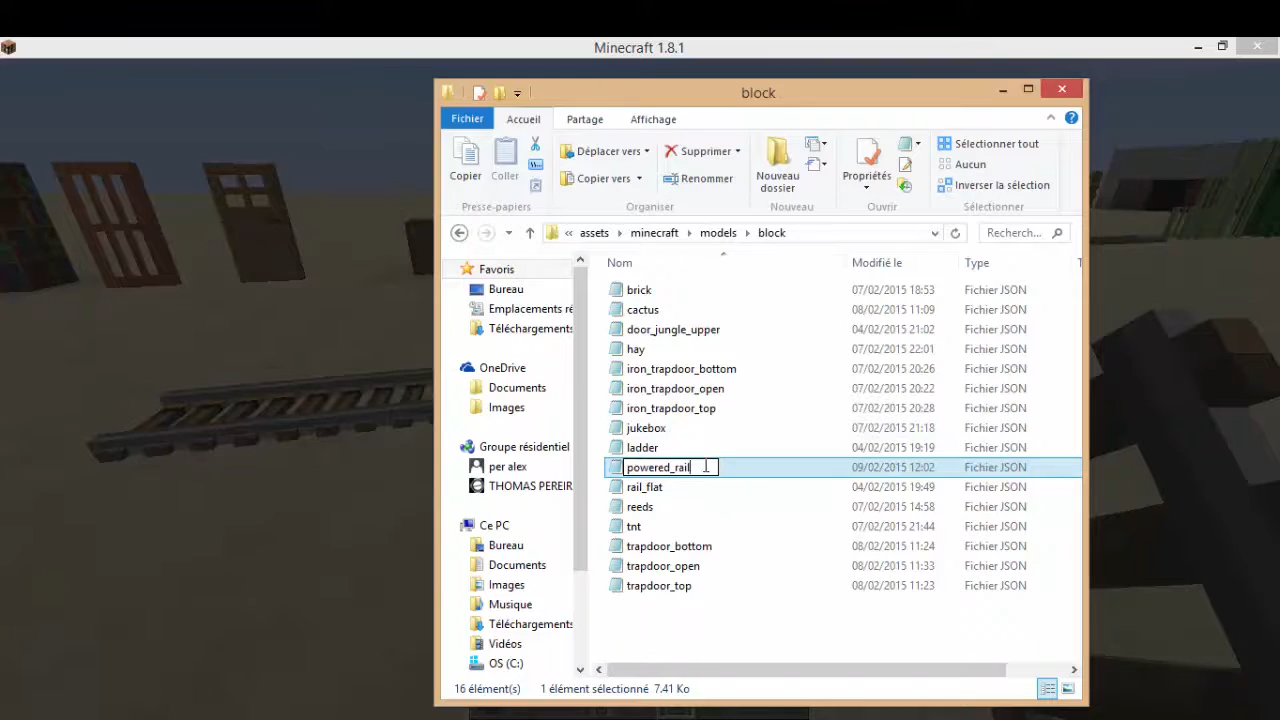 Minecraft 1.8.1
block
Fichier Accueil Partage Affichage
Copier Coller Déplacer vers Copier vers Supprimer Renommer Nouveau dossier Propriétés Sélectionner tout Aucun Inverse la sélection
Presse-papiers Organiser Nouveau Ouvrir Sélectionner
« assets minecraft models block Recherch...
Nom Modifié le Type T
Favoris
Bureau
Emplacements ré
Téléchargements
OneDrive
Documents
Images
Groupe résidentiel
per alex
THOMAS PEREIR
Ce PC
Bureau
Documents
Images
Musique
Téléchargements
Vidéos
OS (C:)
brick 07/02/2015 18:53 Fichier JSON
cactus 08/02/2015 11:09 Fichier JSON
door_jungle_upper 04/02/2015 21:02 Fichier JSON
hay 07/02/2015 22:01 Fichier JSON
iron_trapdoor_bottom 07/02/2015 20:26 Fichier JSON
iron_trapdoor_open 07/02/2015 20:22 Fichier JSON
iron_trapdoor_top 07/02/2015 20:28 Fichier JSON
jukebox 07/02/2015 21:18 Fichier JSON
ladder 04/02/2015 19:19 Fichier JSON
powered_rail 09/02/2015 12:02 Fichier JSON
rail_flat 04/02/2015 19:49 Fichier JSON
reeds 07/02/2015 14:58 Fichier JSON
tnt 07/02/2015 21:44 Fichier JSON
trapdoor_bottom 08/02/2015 11:24 Fichier JSON
trapdoor_open 08/02/2015 11:33 Fichier JSON
trapdoor_top 08/02/2015 11:23 Fichier JSON
16 élément(s) 1 élément sélectionné 7.41 Ko